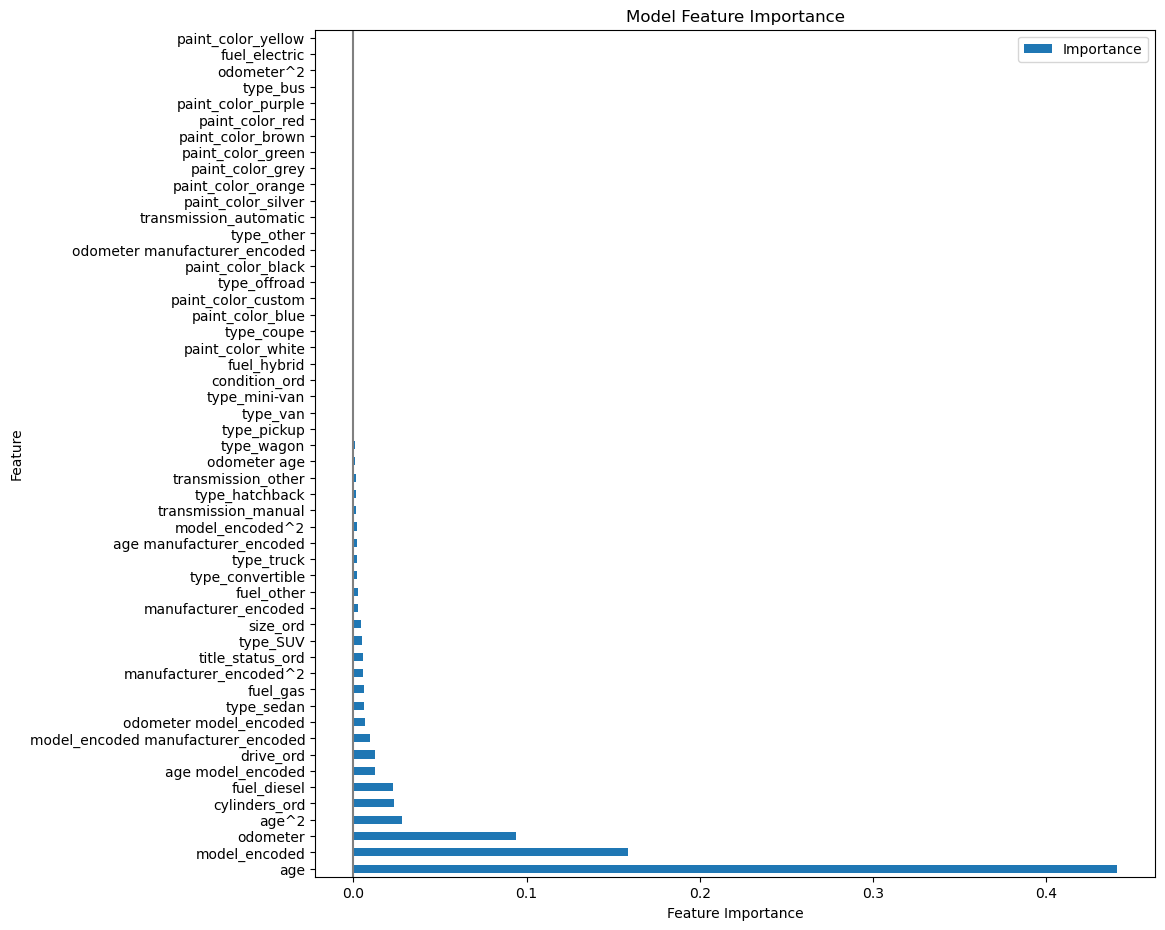 Model Feature Importance
Importance
Feature
paint_color_yellow
fuel_electric
odometer^2
type_bus
paint_color_purple
paint_color_red
paint_color_brown
paint_color_green
paint_color_grey
paint_color_orange
paint_color_silver
transmission_automatic
type_other
odometer manufacturer_encoded
paint_color_black
type_offroad
paint_color_custom
paint_color_blue
type_coupe
paint_color_white
fuel_hybrid
condition_ord
type_mini-van
type_van
type_pickup
type_wagon
odometer age
transmission_other
type_hatchback
transmission_manual
model_encoded^2
age manufacturer_encoded
type_truck
type_convertible
fuel_other
manufacturer_encoded
size_ord
type_SUV
title_status_ord
manufacturer_encoded^2
fuel_gas
type_sedan
odometer model_encoded
model_encoded manufacturer_encoded
drive_ord
age model_encoded
fuel_diesel
cylinders_ord
age^2
odometer
model_encoded
age
0.0 0.1 0.2 0.3 0.4
Feature Importance